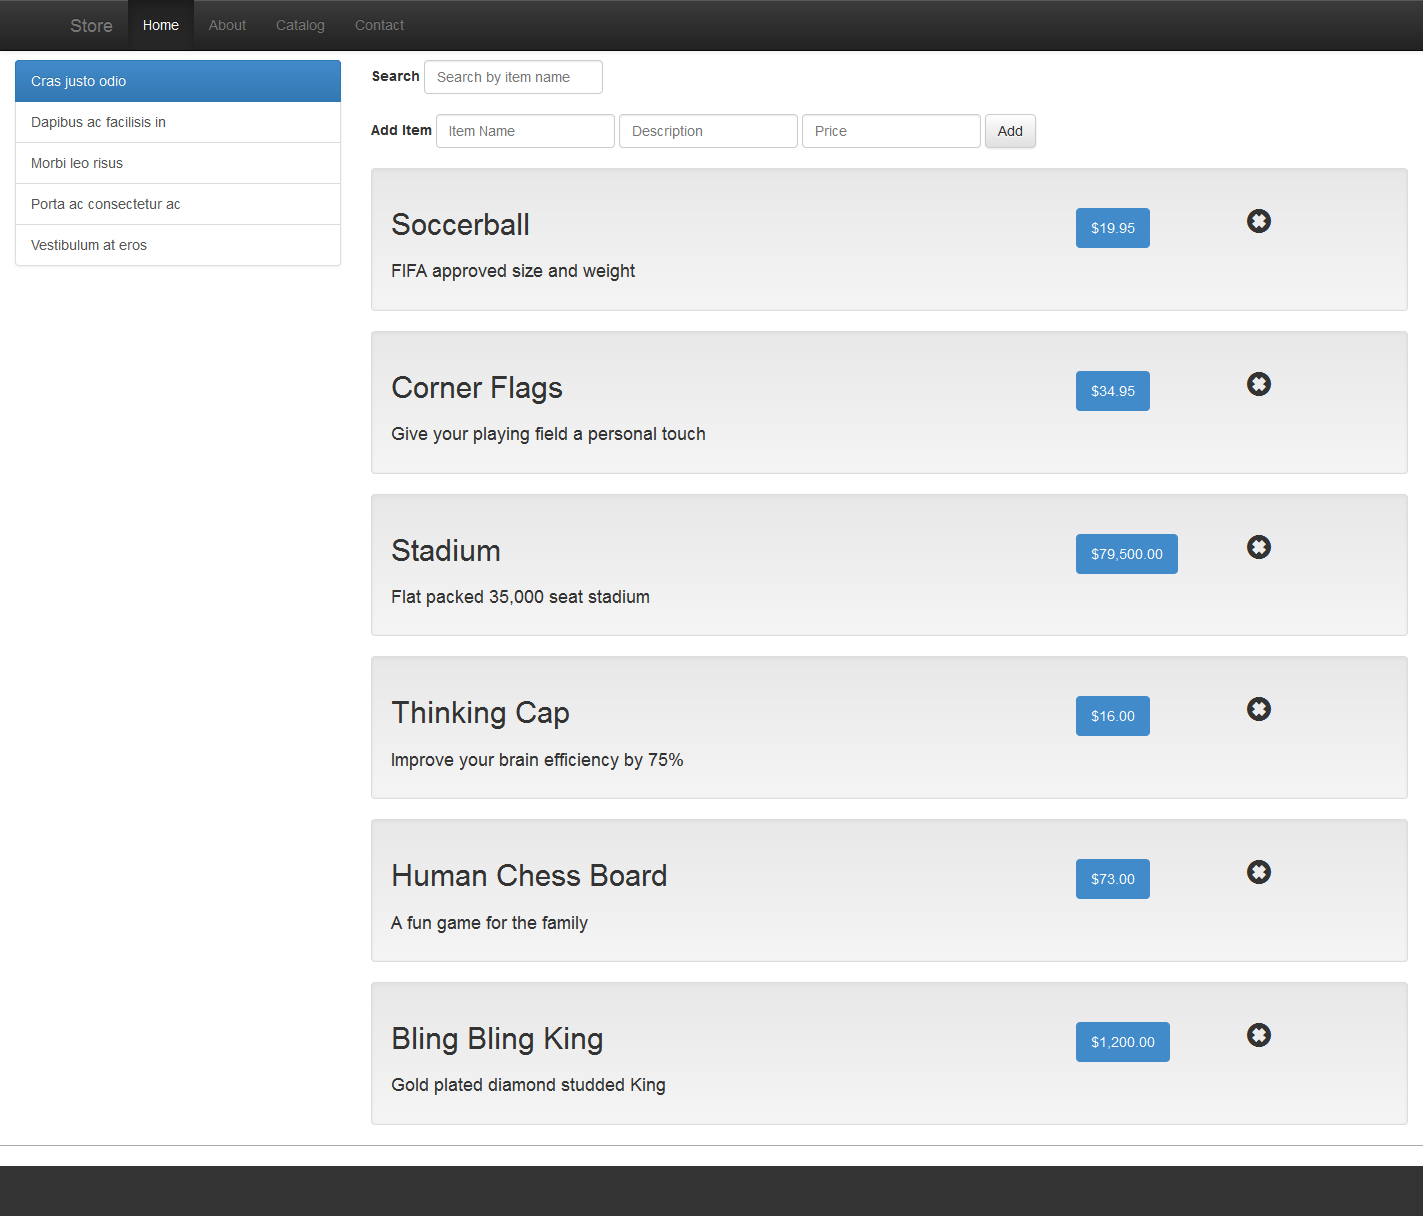 Store Home About Catalog Contact
Cras justo odio
Dapibus ac facilisis in
Morbi leo risus
Porta ac consectetur ac
Vestibulum at eros
Search Search by item name
Add Item Item Name Description Price Add
Soccerball $19.95
FIFA approved size and weight
Corner Flags $34.95
Give your playing field a personal touch
Stadium $79,500.00
Flat packed 35,000 seat stadium
Thinking Cap $16.00
Improve your brain efficiency by 75%
Human Chess Board $73.00
A fun game for the family
Bling Bling King $1,200.00
Gold plated diamond studded King